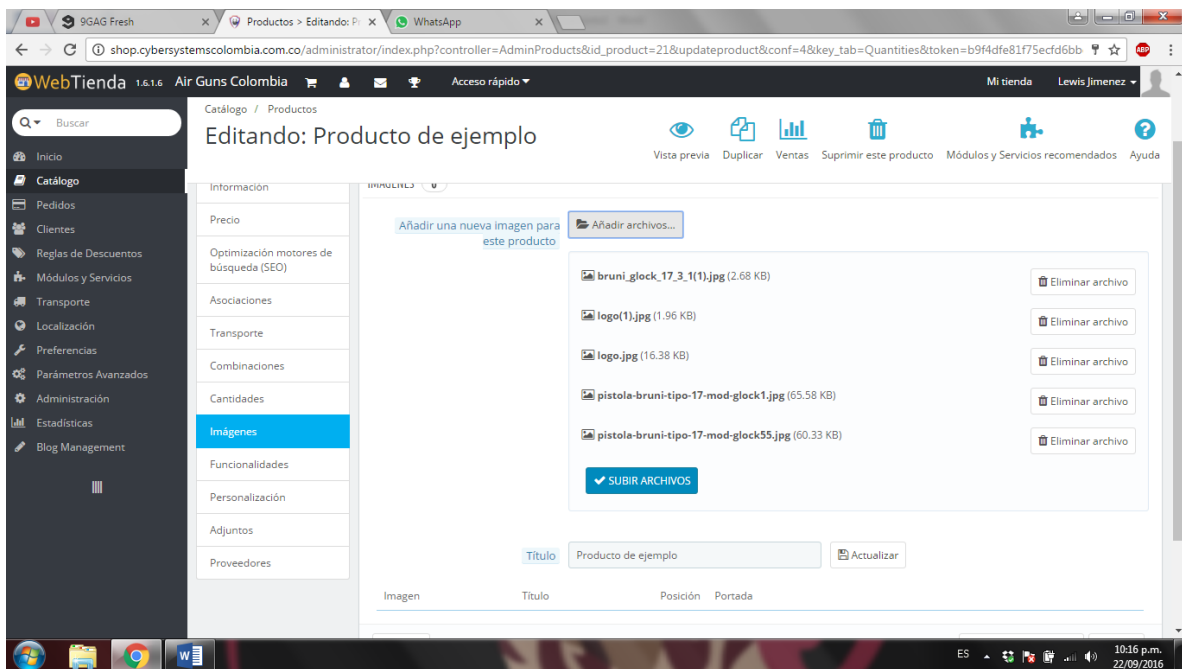 9GAG Fresh
Productos > Editando: Pr
WhatsApp
shop.cybersystemscolombia.com.co/administrator/index.php?controller=AdminProducts&id_product=21&updateproduct&conf=4&key_tab=Quantities&token=b9f4dfe81f75ecfd6bb
ABP
WebTienda 1.6.1.6 Air Guns Colombia Acceso rápido Mi tienda Lewis Jimenez
Buscar
Inicio
Catálogo
Pedidos
Clientes
Reglas de Descuentos
Módulos y Servicios
Transporte
Localización
Preferencias
Parámetros Avanzados
Administración
Estadísticas
Blog Management
Catálogo / Productos
Editando: Producto de ejemplo
Vista previa Duplicar Ventas Suprimir este producto Módulos y Servicios recomendados Ayuda
Información
Precio
Optimización motores de
búsqueda (SEO)
Asociaciones
Transporte
Combinaciones
Cantidades
Imágenes
Funcionalidades
Personalización
Adjuntos
Proveedores
IMÁGENES 0
Añadir una nueva imagen para
este producto
Añadir archivos...
bruni_glock_17_3_1(1).jpg (2.68 KB) Eliminar archivo
logo(1).jpg (1.96 KB) Eliminar archivo
logo.jpg (16.38 KB) Eliminar archivo
pistola-bruni-tipo-17-mod-glock1.jpg (65.58 KB) Eliminar archivo
pistola-bruni-tipo-17-mod-glock55.jpg (60.33 KB) Eliminar archivo
SUBIR ARCHIVOS
Título Producto de ejemplo Actualizar
Imagen Título Posición Portada
ES
10:16 p.m.
22/09/2016